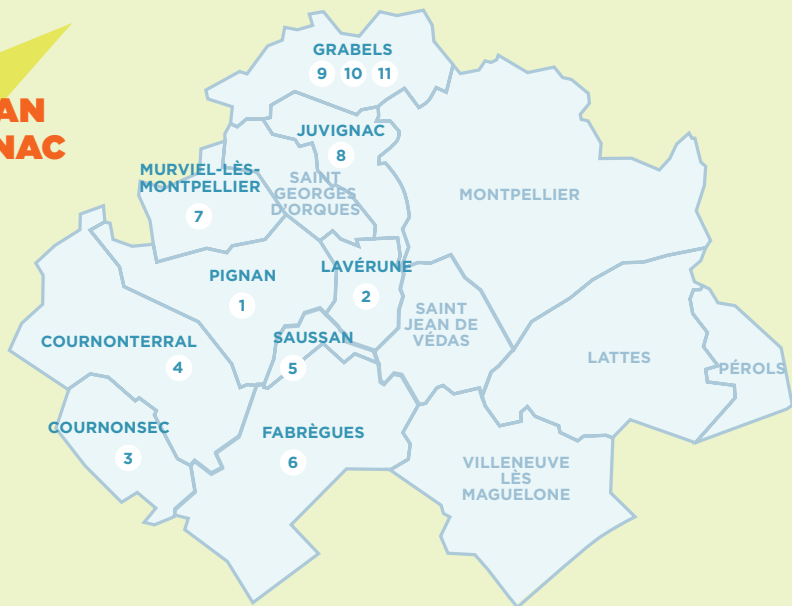 AN
NAC
GRABELS
9 10 11
JUVIGNAC
8
MURVIEL-LÈS-
MONTPELLIER
7
SAINT
GEORGES
D'ORQUES
MONTPELLIER
PIGNAN
1
LAVÉRUNE
2
SAINT
JEAN DE
VÉDAS
COURNONTERRAL
4
SAUSSAN
5
LATTES
PÉROLS
COURNONSEC
3
FABRÈGUES
6
VILLENEUVE
LÈS
MAGUELONE